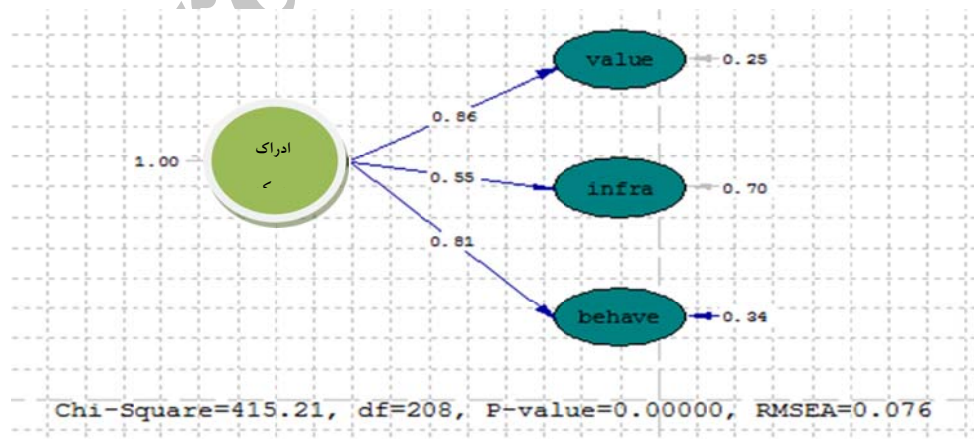 value
0.25
0.86
1.00
ادراک
0.55
infra
0.70
0.81
behave
0.34
Chi-Square=415.21, df=208, P-value=0.00000, RMSEA=0.076